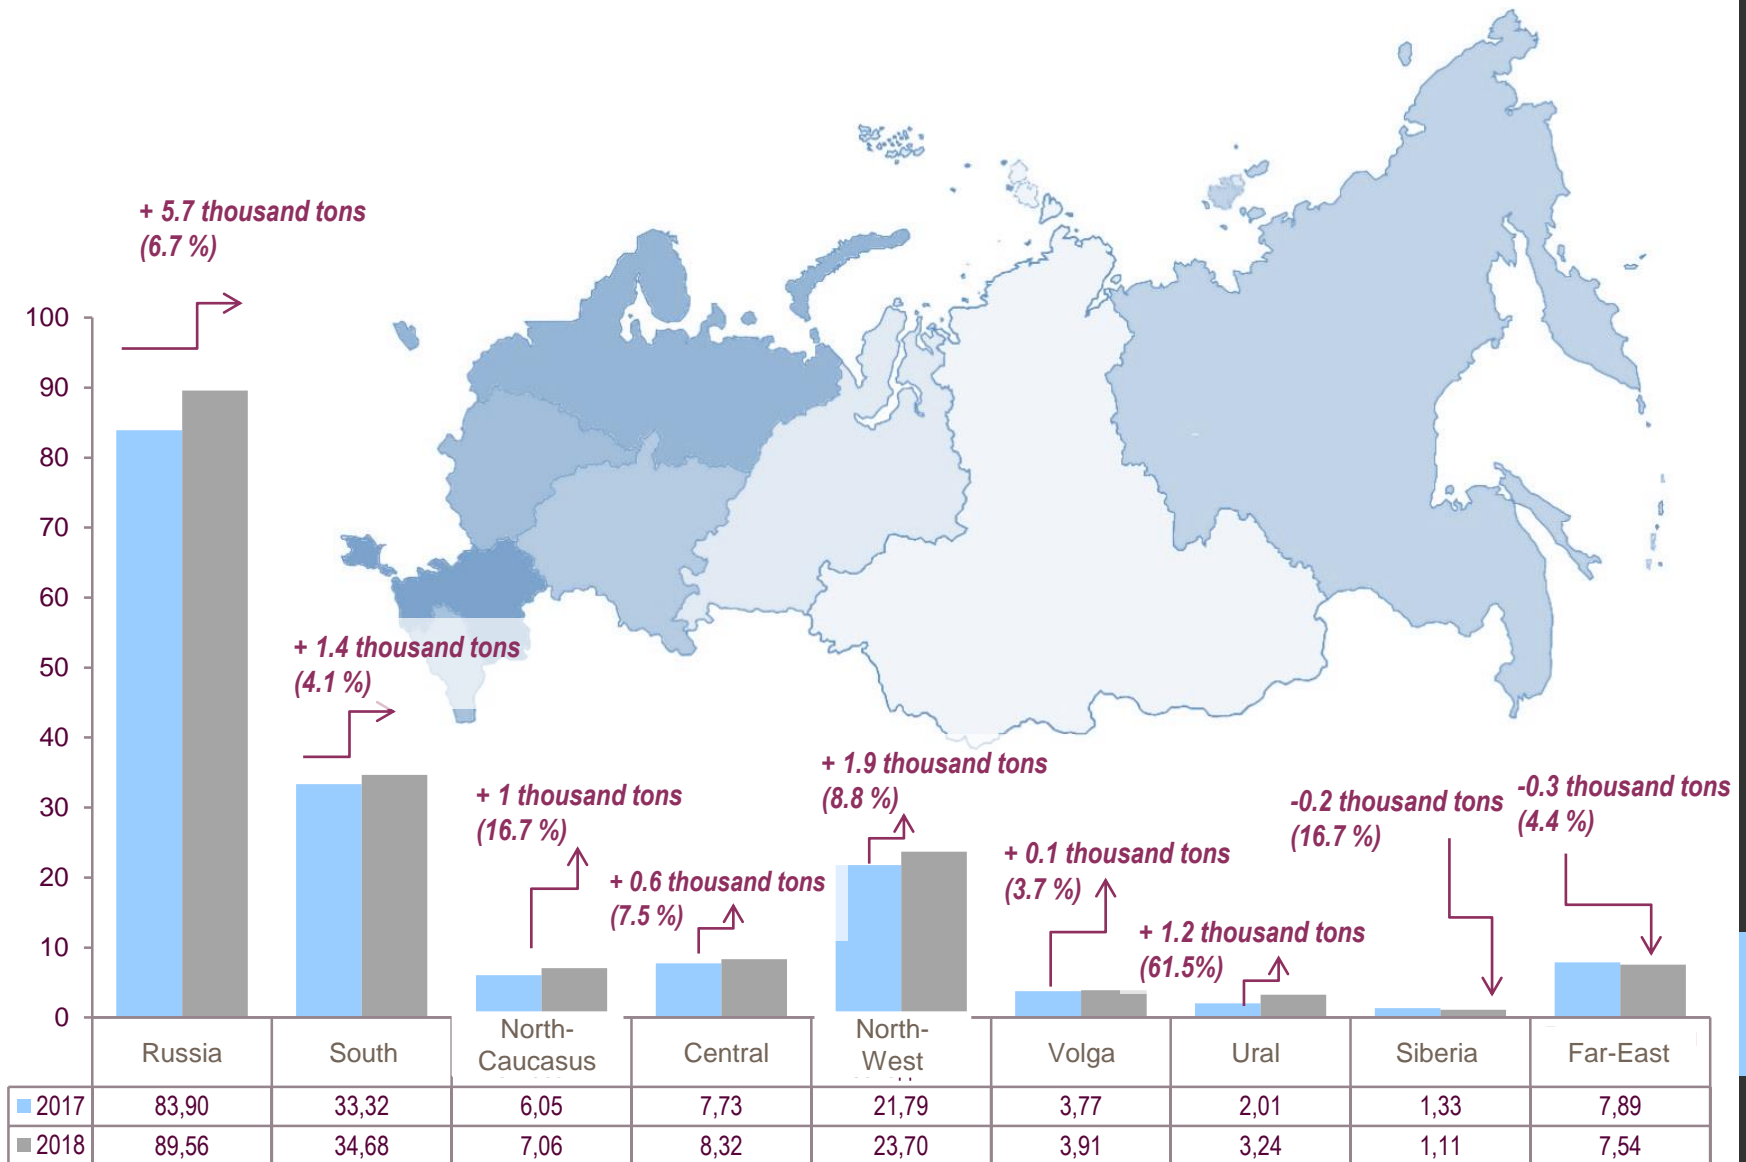 + 5.7 thousand tons
(6.7 %)
100
90
80
70
60
50
40
30
20
10
0
+ 1.4 thousand tons
(4.1 %)
+ 1 thousand tons
(16.7 %)
+ 0.6 thousand tons
(7.5 %)
+ 1.9 thousand tons
(8.8 %)
+ 0.1 thousand tons
(3.7 %)
+ 1.2 thousand tons
(61.5%)
-0.2 thousand tons
(16.7 %)
-0.3 thousand tons
(4.4 %)
Russia South North-Caucasus Central North-West Volga Ural Siberia Far-East
2017 83,90 33,32 6,05 7,73 21,79 3,77 2,01 1,33 7,89
2018 89,56 34,68 7,06 8,32 23,70 3,91 3,24 1,11 7,54